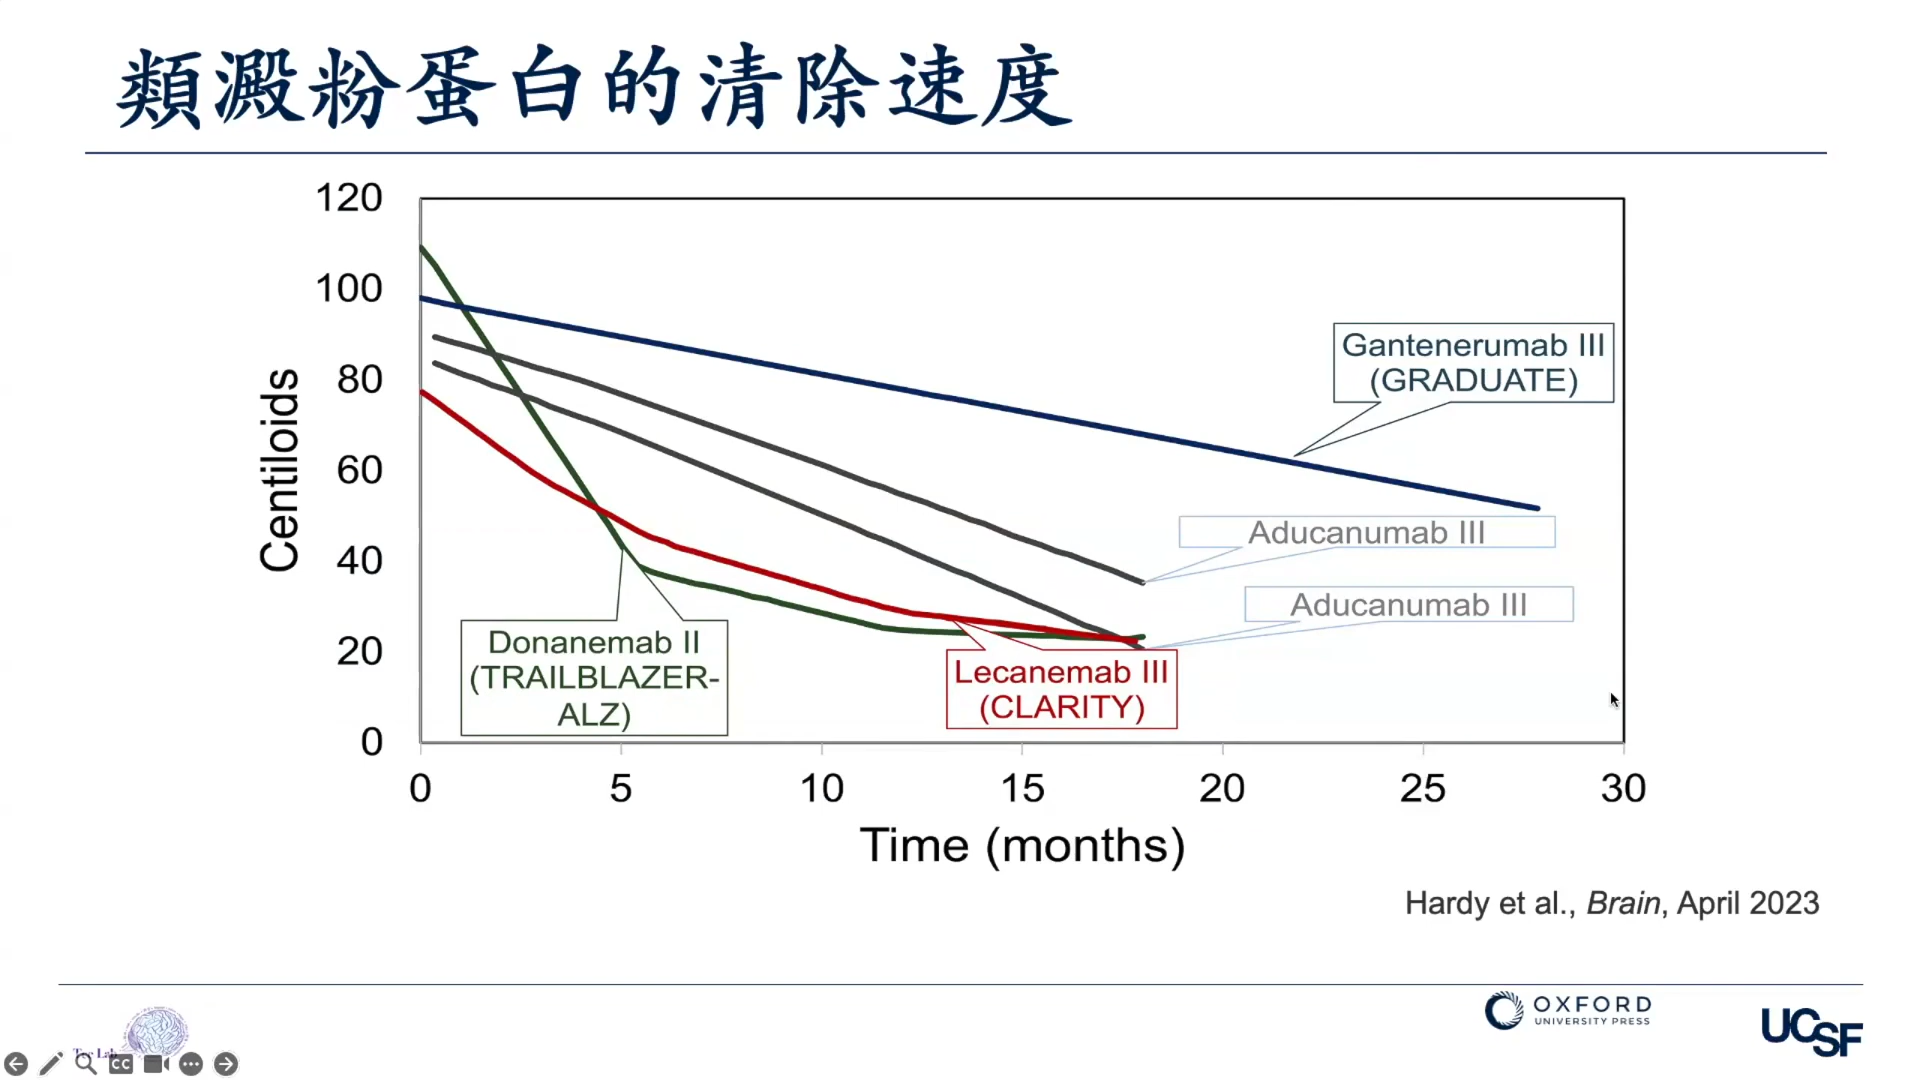 類澱粉蛋白的清除速度
120
100
80
60
40
20
0
Centiloids
Gantenerumab III
(GRADUATE)
Aducanumab III
Aducanumab III
Donanemab II
(TRAILBLAZER-
ALZ)
Lecanemab III
(CLARITY)
0 5 10 15 20 25 30
Time (months)
Hardy et al., Brain, April 2023
OXFORD
UNIVERSITY PRESS
UCSF
CC